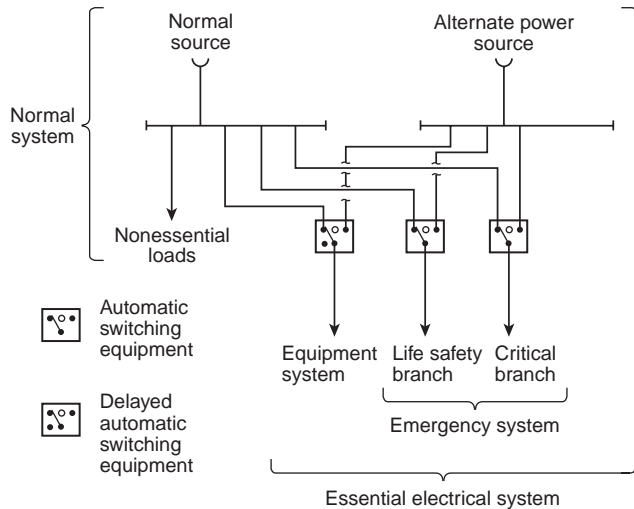 Normal
source
Alternate power
source
Normal
system
Nonessential
loads
Automatic
switching
equipment
Equipment
system
Life safety
branch
Critical
branch
Delayed
automatic
switching
equipment
Emergency system
Essential electrical system